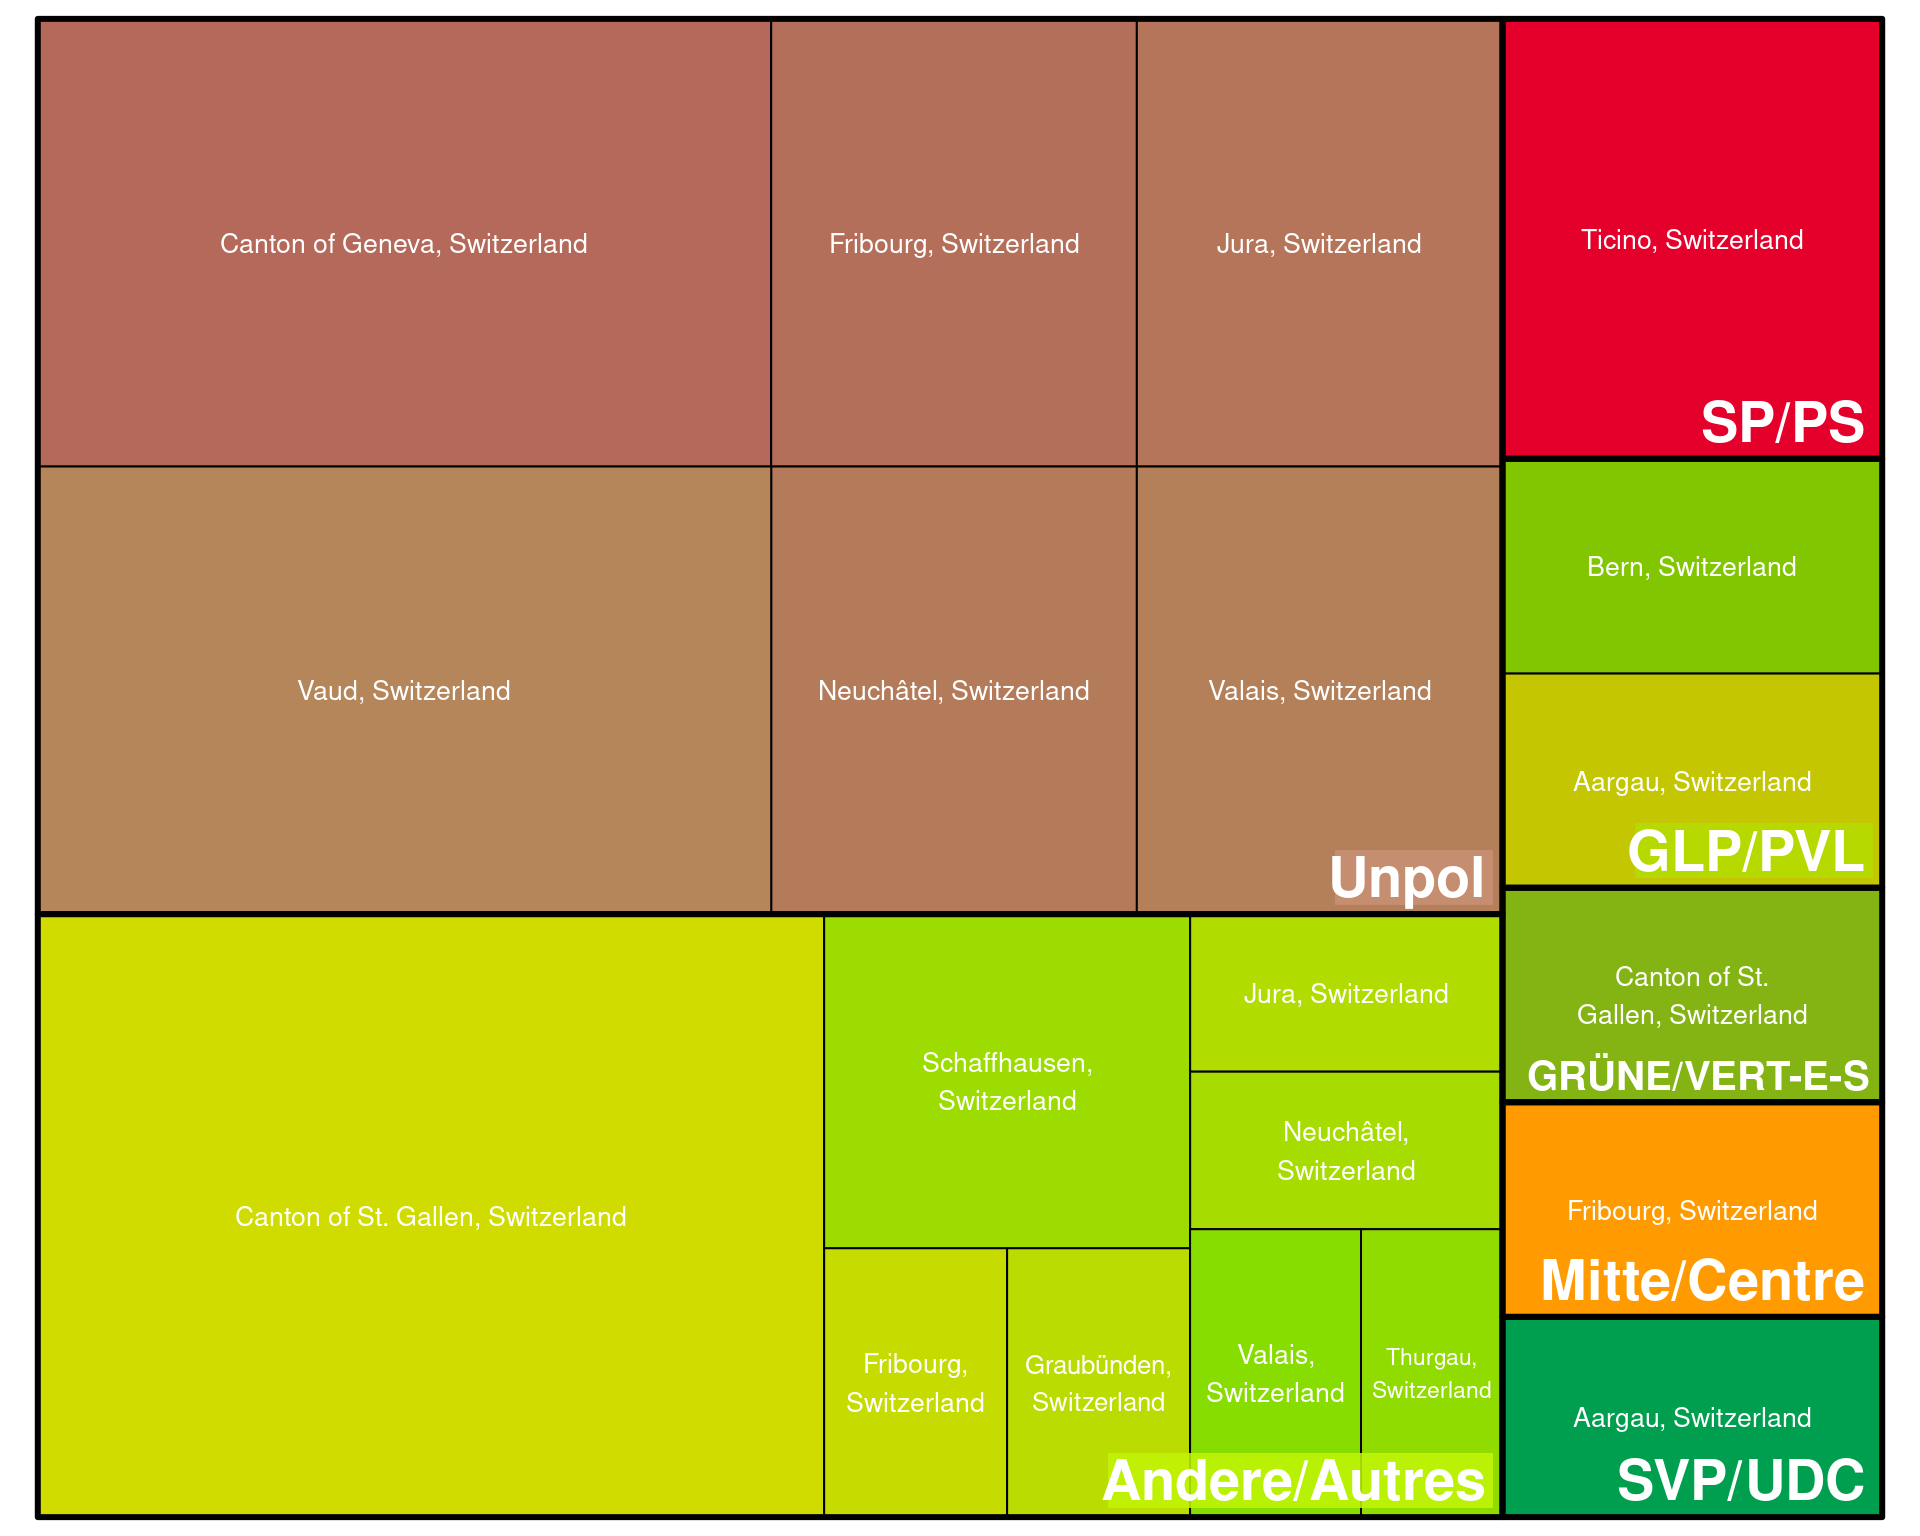 Canton of Geneva, Switzerland
Fribourg, Switzerland
Jura, Switzerland
Vaud, Switzerland
Neuchâtel, Switzerland
Valais, Switzerland
Unpol
Canton of St. Gallen, Switzerland
Schaffhausen,
Switzerland
Fribourg,
Switzerland
Graubünden,
Switzerland
Jura, Switzerland
Neuchâtel,
Switzerland
Valais,
Switzerland
Thurgau,
Switzerland
Andere/Autres
Ticino, Switzerland
SP/PS
Bern, Switzerland
Aargau, Switzerland
GLP/PVL
Canton of St.
Gallen, Switzerland
GRÜNE/VERT-E-S
Fribourg, Switzerland
Mitte/Centre
Aargau, Switzerland
SVP/UDC